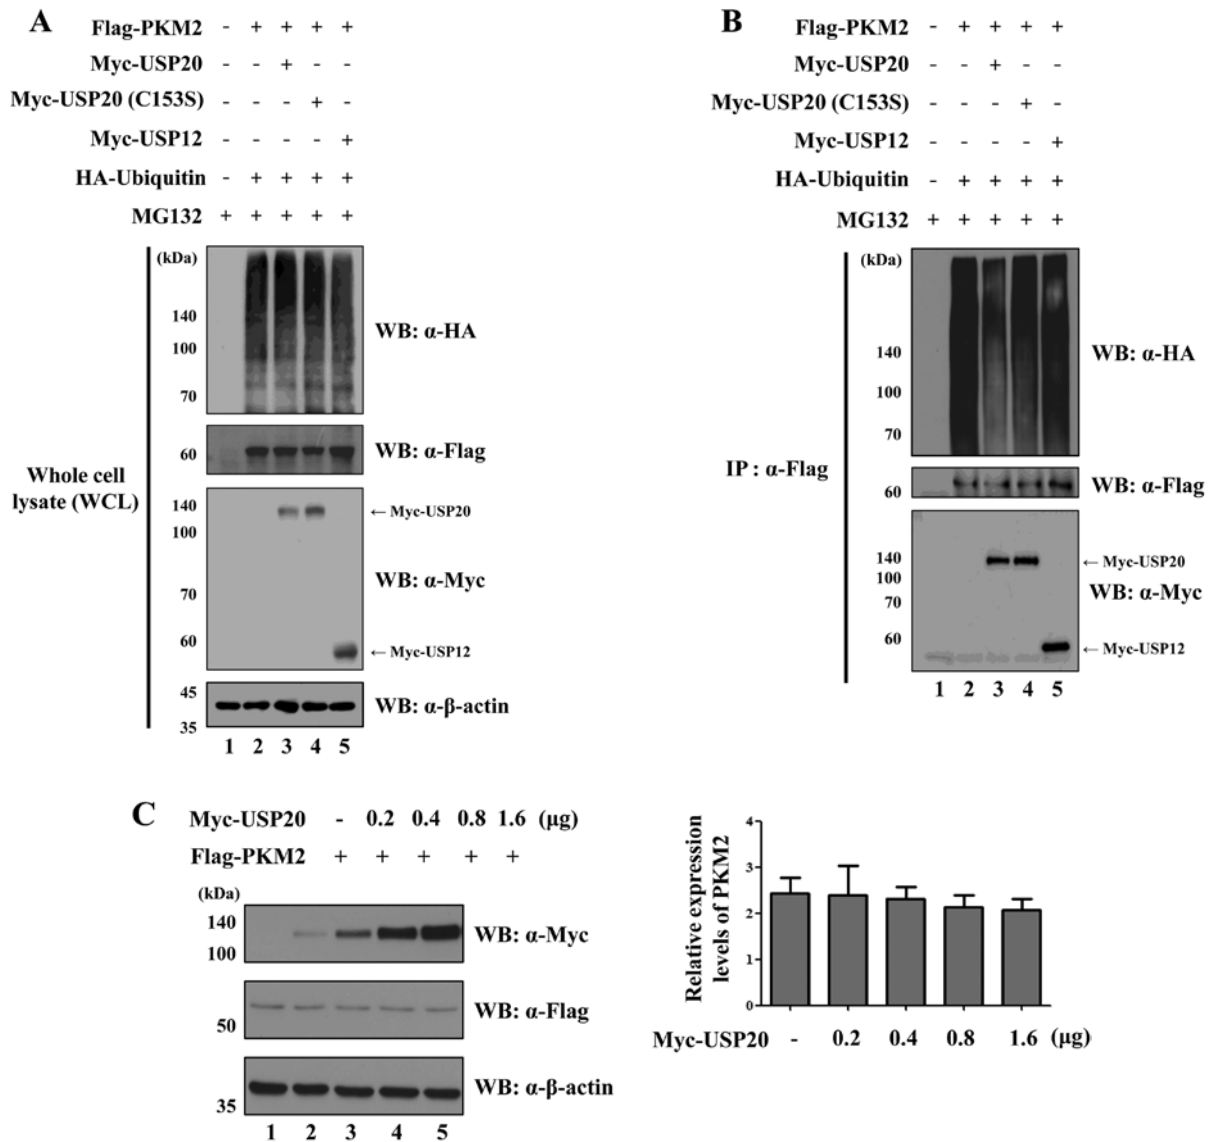 A
Flag-PKM2 - + + + +
Myc-USP20 - - + - -
Myc-USP20 (C153S) - - - + -
Myc-USP12 - - - - +
HA-Ubiquitin - + + + +
MG132 + + + + +
(kDa)
140
100
70
WB: α-HA
60
WB: α-Flag
Whole cell
lysate (WCL)
140
100
70
60
← Myc-USP20
WB: α-Myc
← Myc-USP12
45
35
WB: α-β-actin
1 2 3 4 5
B
Flag-PKM2 - + + + +
Myc-USP20 - - + - -
Myc-USP20 (C153S) - - - + -
Myc-USP12 - - - - +
HA-Ubiquitin - + + + +
MG132 + + + + +
(kDa)
140
100
70
WB: α-HA
IP : α-Flag
60
WB: α-Flag
140
100
70
60
← Myc-USP20
WB: α-Myc
← Myc-USP12
1 2 3 4 5
C
Myc-USP20 - 0.2 0.4 0.8 1.6 (μg)
Flag-PKM2 + + + + +
(kDa)
140
100
WB: α-Myc
50
WB: α-Flag
35
WB: α-β-actin
1 2 3 4 5
Relative expression
levels of PKM2
4
3
2
1
0
Myc-USP20 - 0.2 0.4 0.8 1.6 (μg)